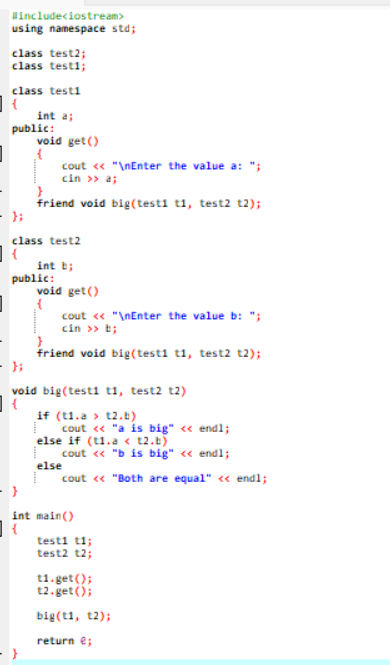 #include<iostream>
using namespace std;
class test2;
class test1;
class test1
{
int a;
public:
void get()
{
cout << "\nEnter the value a: ";
cin >> a;
}
friend void big(test1 t1, test2 t2);
};
class test2
{
int b;
public:
void get()
{
cout << "\nEnter the value b: ";
cin >> b;
}
friend void big(test1 t1, test2 t2);
};
void big(test1 t1, test2 t2)
{
if (t1.a > t2.b)
cout << "a is big" << endl;
else if (t1.a < t2.b)
cout << "b is big" << endl;
else
cout << "Both are equal" << endl;
}
int main()
{
test1 t1;
test2 t2;
t1.get();
t2.get();
big(t1, t2);
return 0;
}